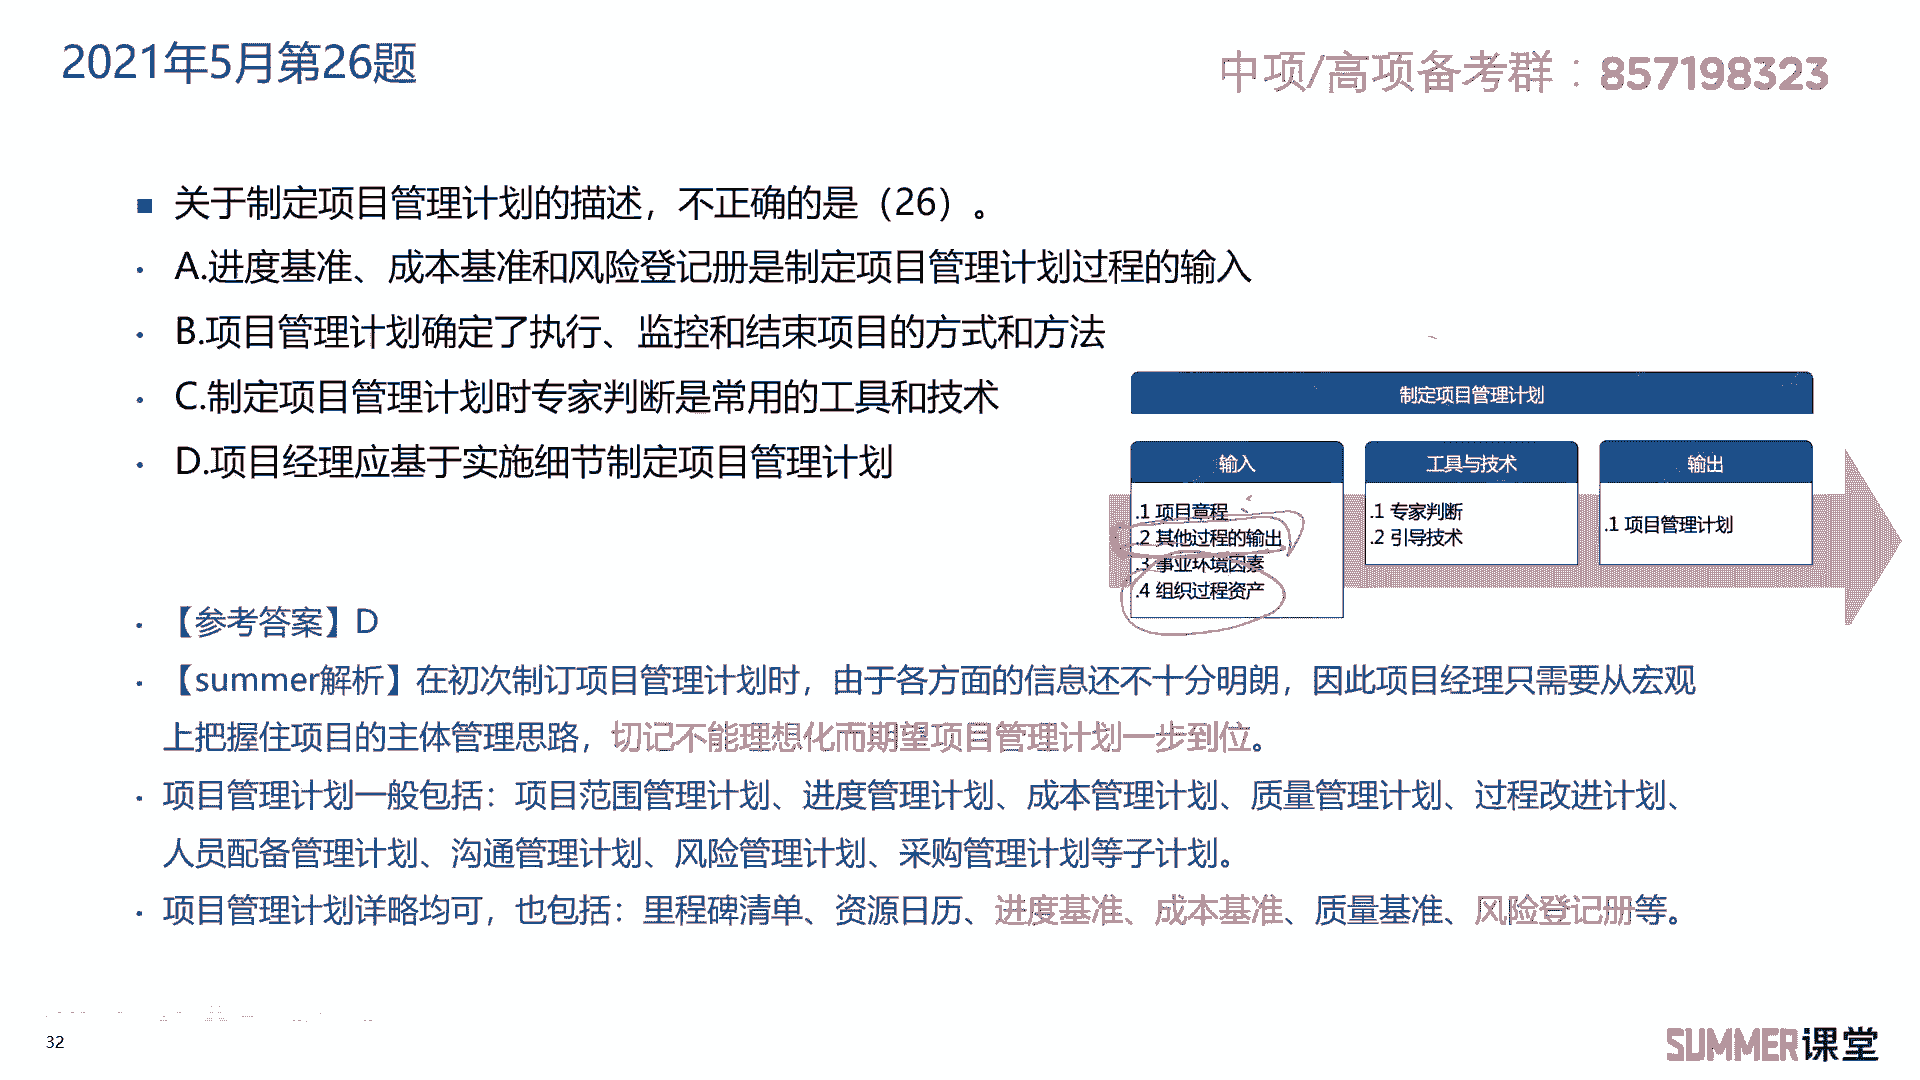 2021年5月第26题
中项/高项备考群：857198323
■ 关于制定项目管理计划的描述，不正确的是（26）。
• A.进度基准、成本基准和风险登记册是制定项目管理计划过程的输入
• B.项目管理计划确定了执行、监控和结束项目的方式和方法
• C.制定项目管理计划时专家判断是常用的工具和技术
• D.项目经理应基于实施细节制定项目管理计划
制定项目管理计划
输入
.1 项目章程
.2 其他过程的输出
.3 事业环境因素
.4 组织过程资产
工具与技术
.1 专家判断
.2 引导技术
输出
.1 项目管理计划
• 【参考答案】D
• 【summer解析】在初次制订项目管理计划时，由于各方面的信息还不十分明朗，因此项目经理只需要从宏观
上把握住项目的主体管理思路，切记不能理想化而期望项目管理计划一步到位。
• 项目管理计划一般包括：项目范围管理计划、进度管理计划、成本管理计划、质量管理计划、过程改进计划、
人员配备管理计划、沟通管理计划、风险管理计划、采购管理计划等子计划。
• 项目管理计划详略均可，也包括：里程碑清单、资源日历、进度基准、成本基准、质量基准、风险登记册等。
32
SUMMER课堂